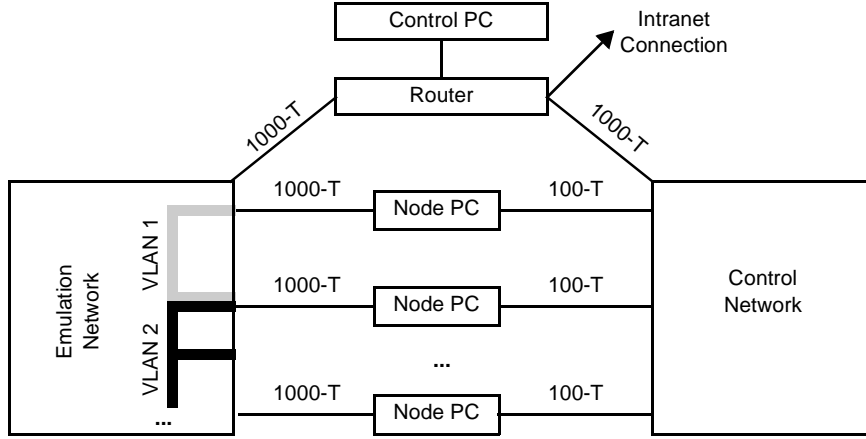 Control PC
Intranet
Connection
Router
1000-T
1000-T
1000-T
Node PC
100-T
VLAN 1
Emulation
Network
1000-T
Node PC
100-T
Control
Network
VLAN 2
...
1000-T
Node PC
100-T
...